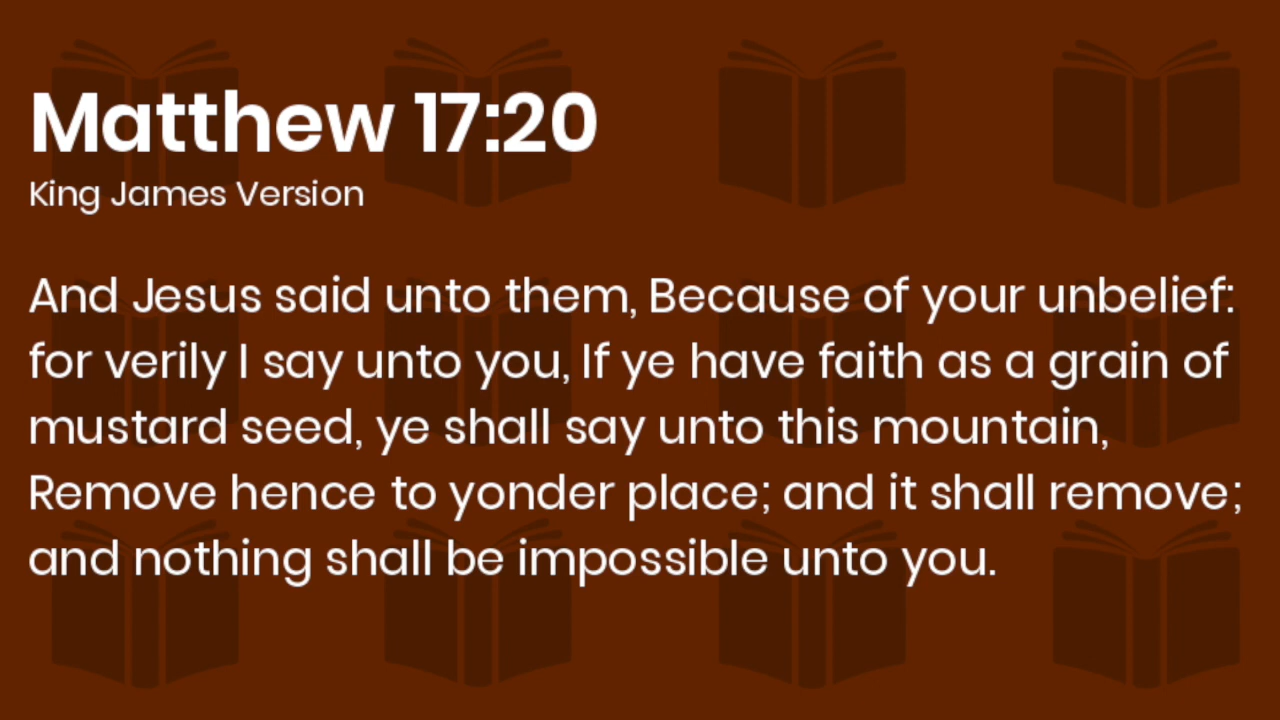 Matthew 17:20
King James Version
And Jesus said unto them, Because of your unbelief:
for verily I say unto you, If ye have faith as a grain of
mustard seed, ye shall say unto this mountain,
Remove hence to yonder place; and it shall remove;
and nothing shall be impossible unto you.